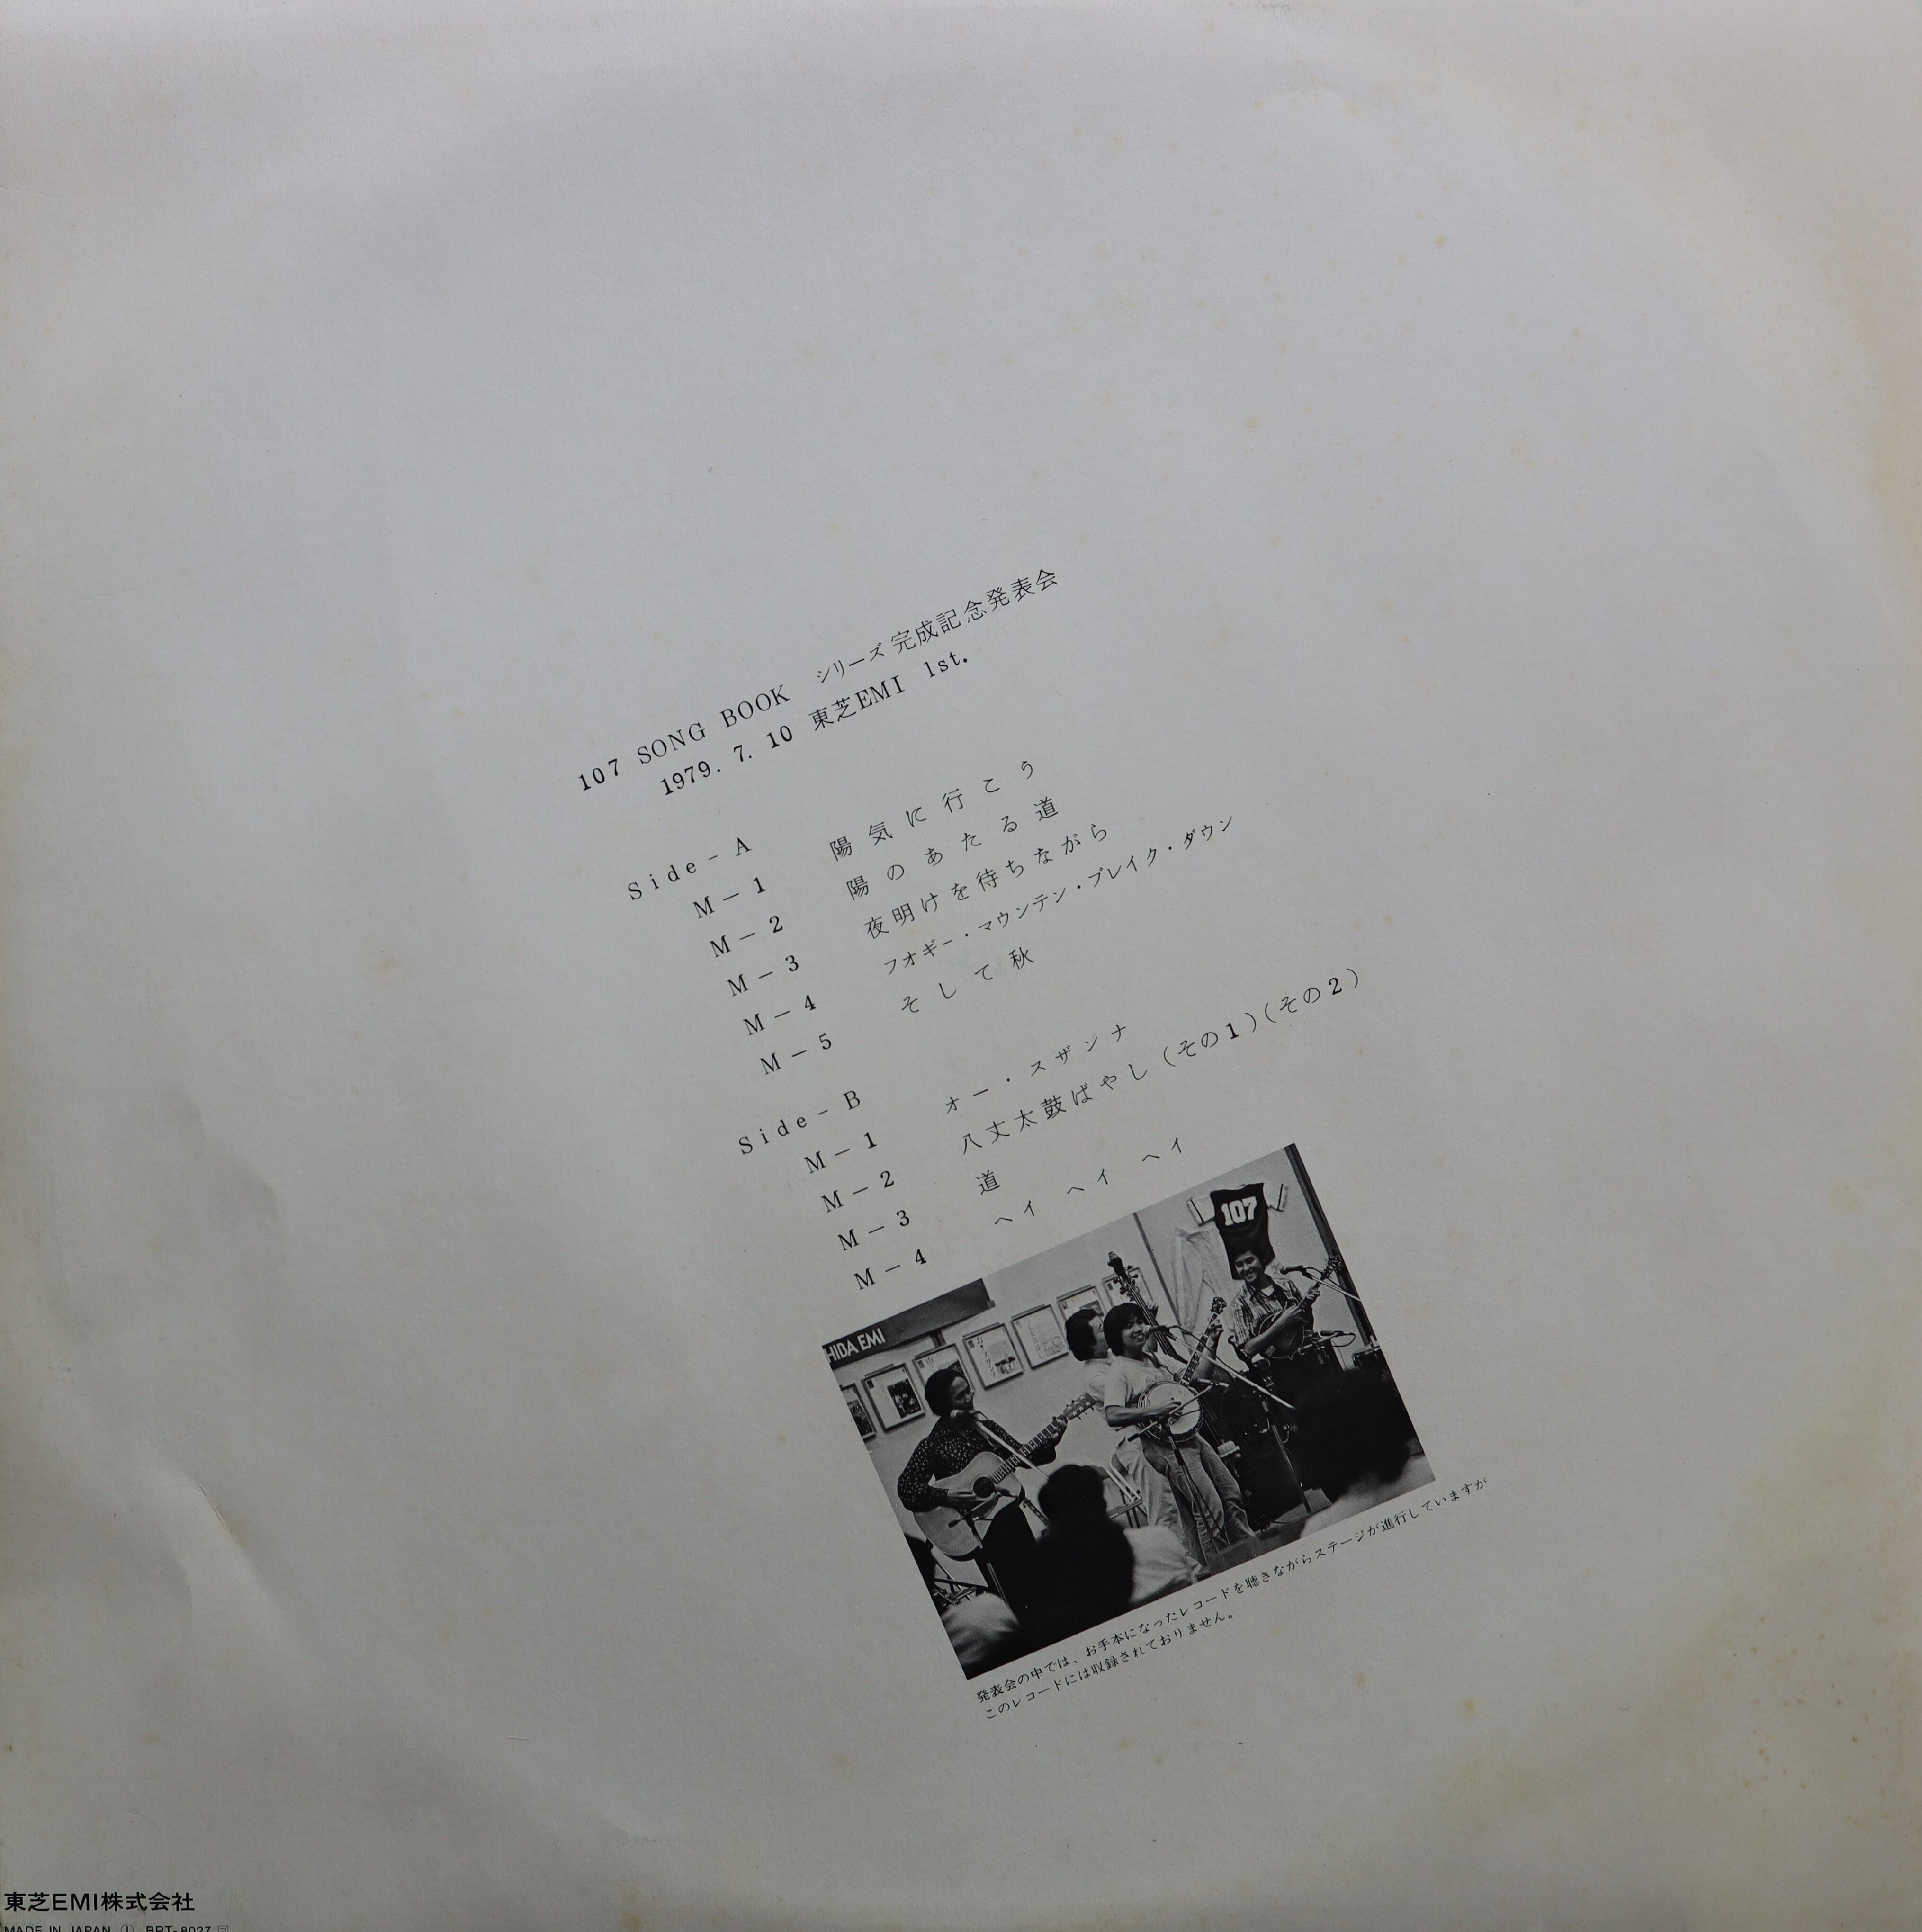 107 SONG BOOK シリーズ完成記念発表会
1979. 7. 10 東芝EMI 1st.
Side-A
M-1 陽気に行こう
M-2 陽のあたる道
M-3 夜明けを待ちながら
M-4 フオギー・マウンテン・ブレイク・ダウン
M-5 そして秋
Side-B
M-1 オー・スザンナ
M-2 八丈太鼓ばやし(その1)(その2)
M-3 道
M-4 ヘイ ヘイ ヘイ
107
HIBA EMI
発表会の中では、お手本になったレコードを聴きながらステージが進行していますが
このレコードには収録されておりません。
東芝EMI株式会社
MADE IN JAPAN Ⓘ BRT-8027